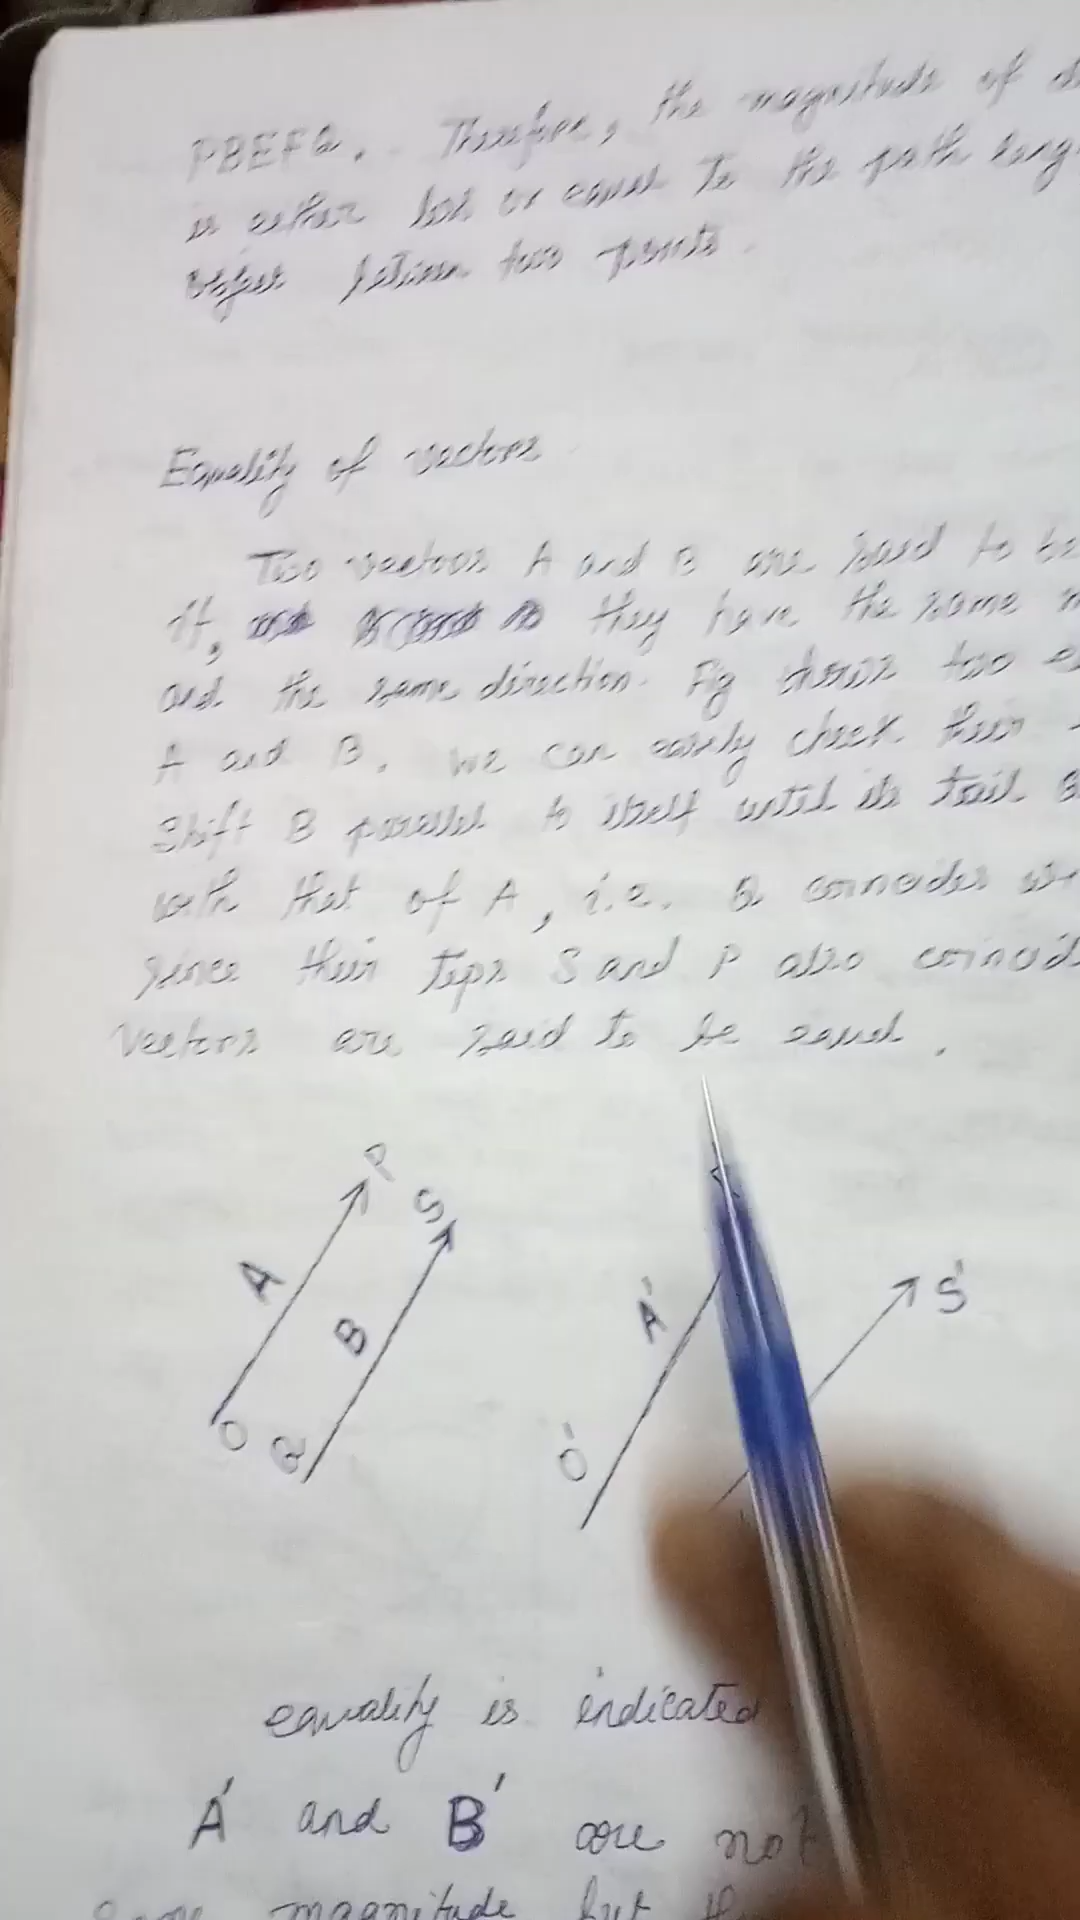 PBEFQ. Therefore, the magnitude of
is either less or equal to the path leng
object between two points.
Equality of vectors
Two vectors A and B are said to be
if, they have the same m
and the same direction. Fig shows two e
A and B. We can easily check their
Shift B parallel to itself until its tail Q
with that of A, i.e. Q coincides wi
since their tips S and P also coincid
vectors are said to be equal.
P
S
A
B
O
Q
A'
S'
O'
equality is indicated
A' and B' are not
Same magnitude but th